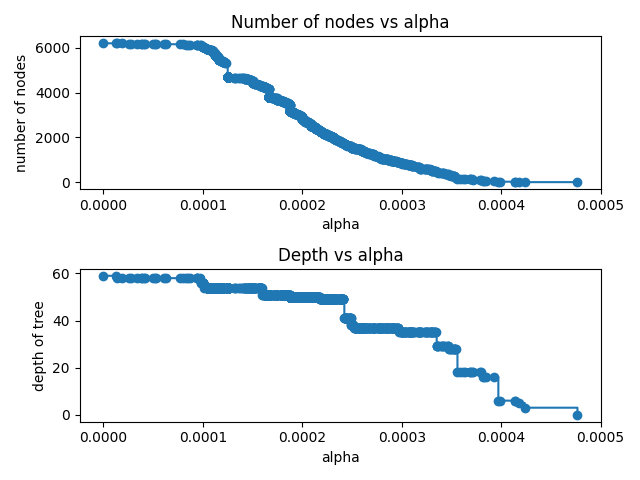 Number of nodes vs alpha
number of nodes
6000
4000
2000
0
0.0000 0.0001 0.0002 0.0003 0.0004 0.0005
alpha
Depth vs alpha
depth of tree
60
40
20
0
0.0000 0.0001 0.0002 0.0003 0.0004 0.0005
alpha